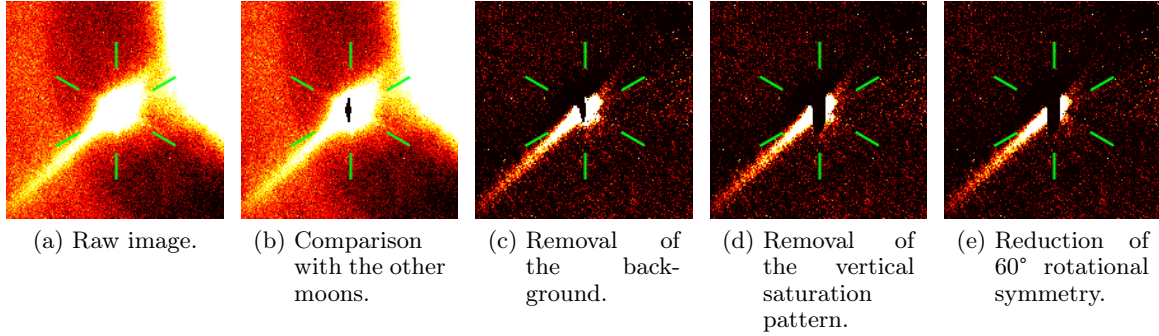 (a) Raw image.
(b) Comparison
with the other
moons.
(c) Removal of
the back-
ground.
(d) Removal of
the vertical
saturation
pattern.
(e) Reduction of
60° rotational
symmetry.